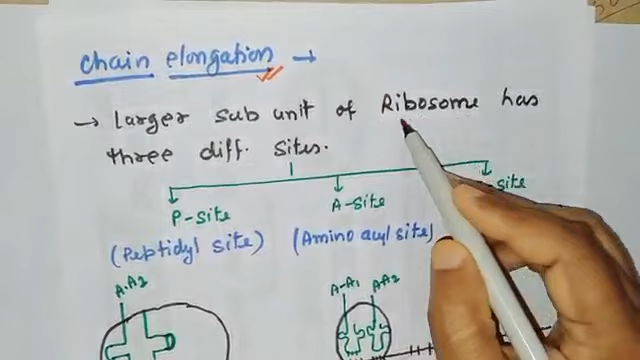 chain elongation →
→ Larger sub unit of Ribosome has
three diff. sites.
P-site A-site site
(Peptidyl site) (Amino acyl site)
A.A2 A-A1 A-A2